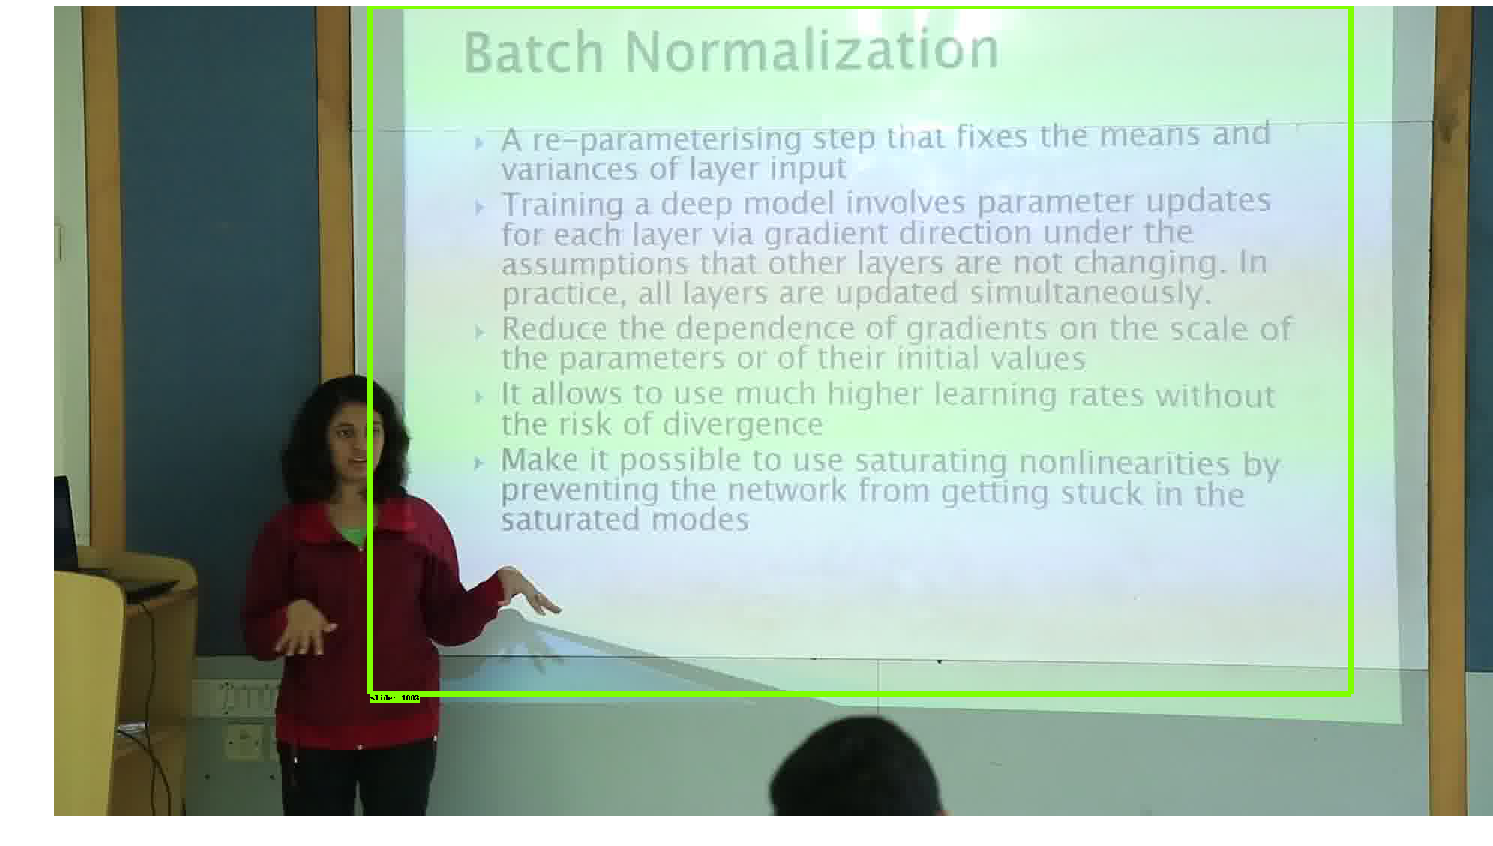 Batch Normalization
A re-parameterising step that fixes the means and
variances of layer input
Training a deep model involves parameter updates
for each layer via gradient direction under the
assumptions that other layers are not changing. In
practice, all layers are updated simultaneously.
Reduce the dependence of gradients on the scale of
the parameters or of their initial values
It allows to use much higher learning rates without
the risk of divergence
Make it possible to use saturating nonlinearities by
preventing the network from getting stuck in the
saturated modes